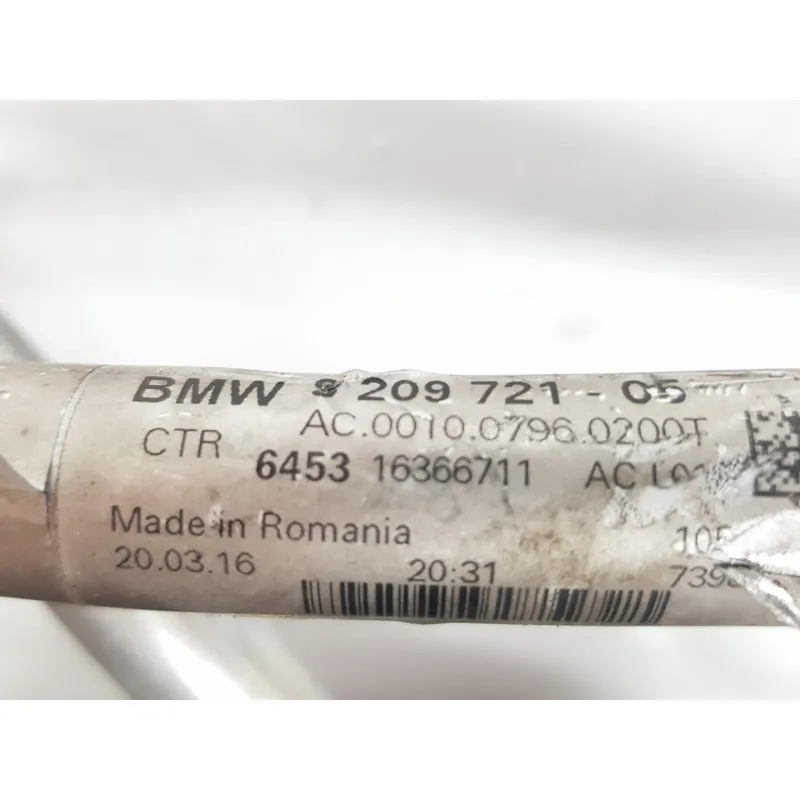 BMW 9 209 721 - 05
AC.0010.0796.0200T
CTR 6453 16366711 AC
Made in Romania
20.03.16 20:31